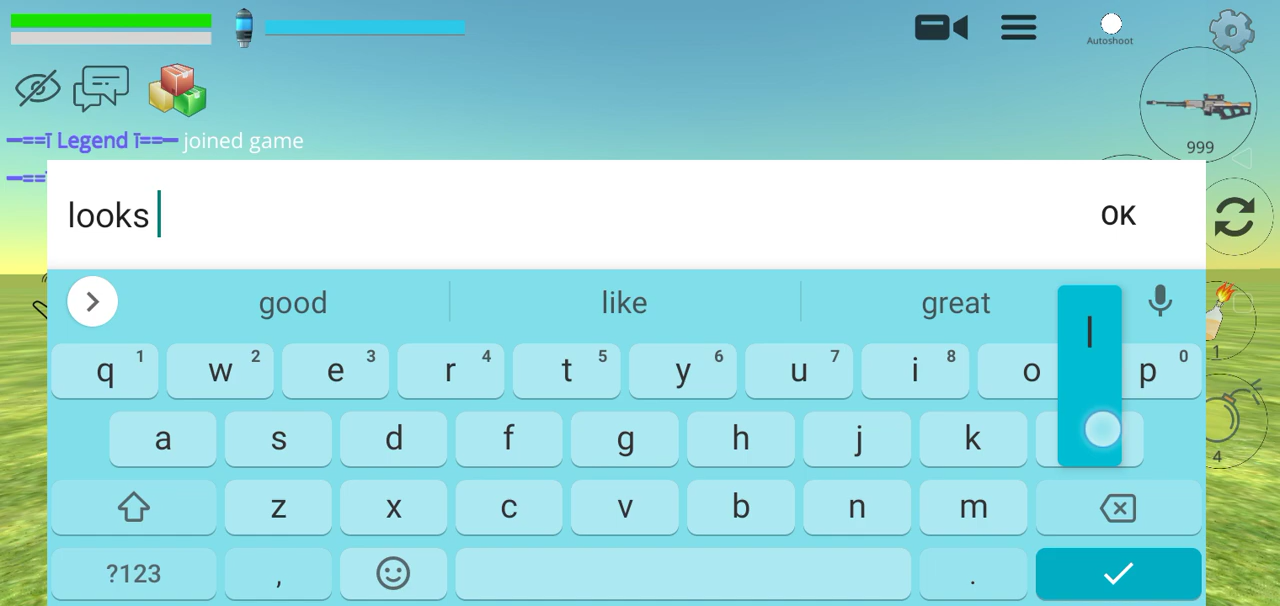 Autoshoot
━==ī Legend ī==━ joined game
999
━==
looks
OK
good like great
l
q 1 w 2 e 3 r 4 t 5 y 6 u 7 i 8 o p 0
1
a s d f g h j k
4
z x c v b n m
?123 , .